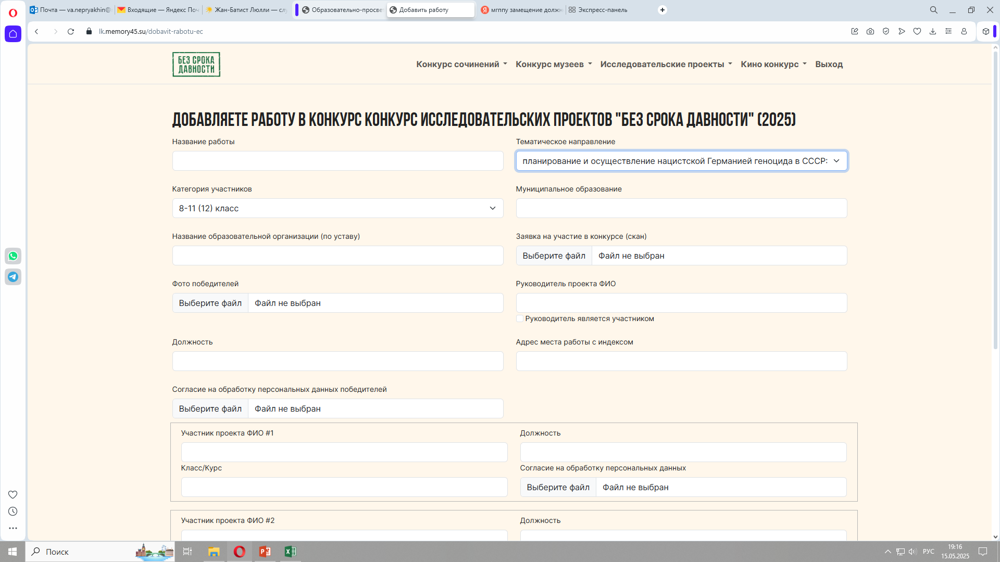 Почта — va.nepryakhin@
Входящие — Яндекс Поч
Жан-Батист Люлли — слу
Образовательно-просвет
Добавить работу
мгппу замещение должн
Экспресс-панель
lk.memory45.su/dobavit-rabotu-ec
БЕЗ СРОКА
ДАВНОСТИ
Конкурс сочинений
Конкурс музеев
Исследовательские проекты
Кино конкурс
Выход
ДОБАВЛЯЕТЕ РАБОТУ В КОНКУРС КОНКУРС ИССЛЕДОВАТЕЛЬСКИХ ПРОЕКТОВ "БЕЗ СРОКА ДАВНОСТИ" (2025)
Название работы
Тематическое направление
планирование и осуществление нацистской Германией геноцида в СССР:
Категория участников
Муниципальное образование
8-11 (12) класс
Название образовательной организации (по уставу)
Заявка на участие в конкурсе (скан)
Выберите файл Файл не выбран
Фото победителей
Руководитель проекта ФИО
Выберите файл Файл не выбран
Руководитель является участником
Должность
Адрес места работы с индексом
Согласие на обработку персональных данных победителей
Выберите файл Файл не выбран
Участник проекта ФИО #1
Должность
Класс/Курс
Согласие на обработку персональных данных
Выберите файл Файл не выбран
Участник проекта ФИО #2
Должность
Поиск
РУС
19:16
15.05.2025